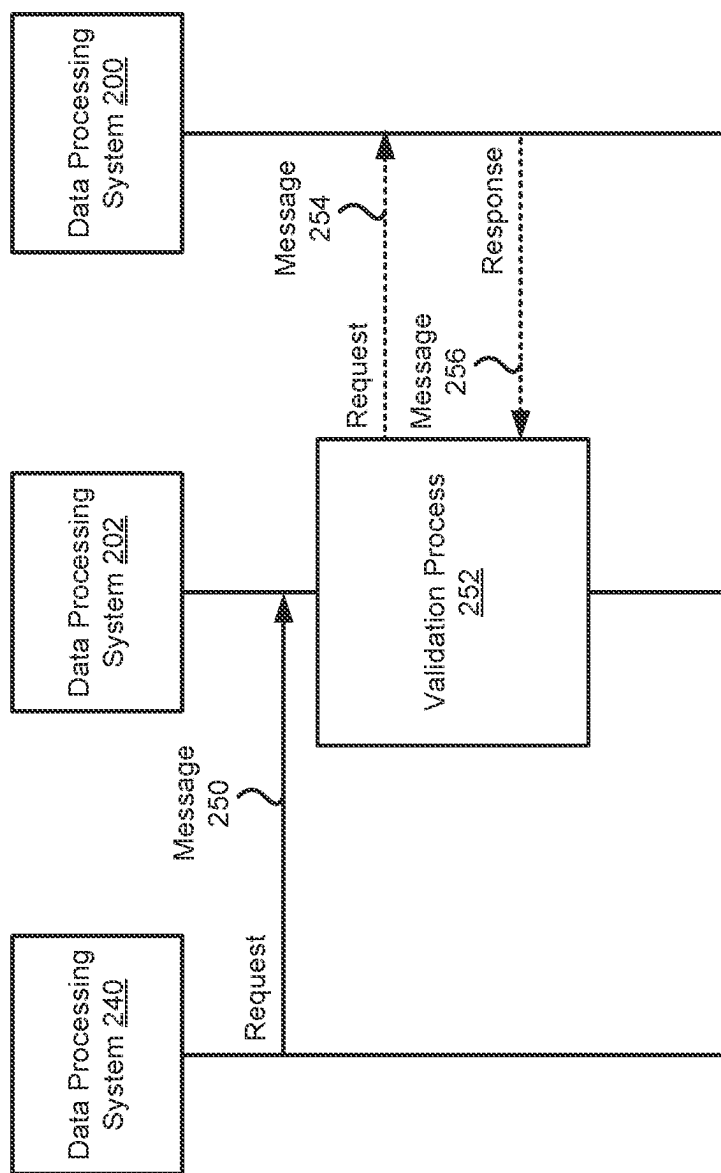 Data Processing
System 240
Data Processing
System 202
Data Processing
System 200
Message
250
Request
Validation Process
252
Message
254
Request
Message
256
Response